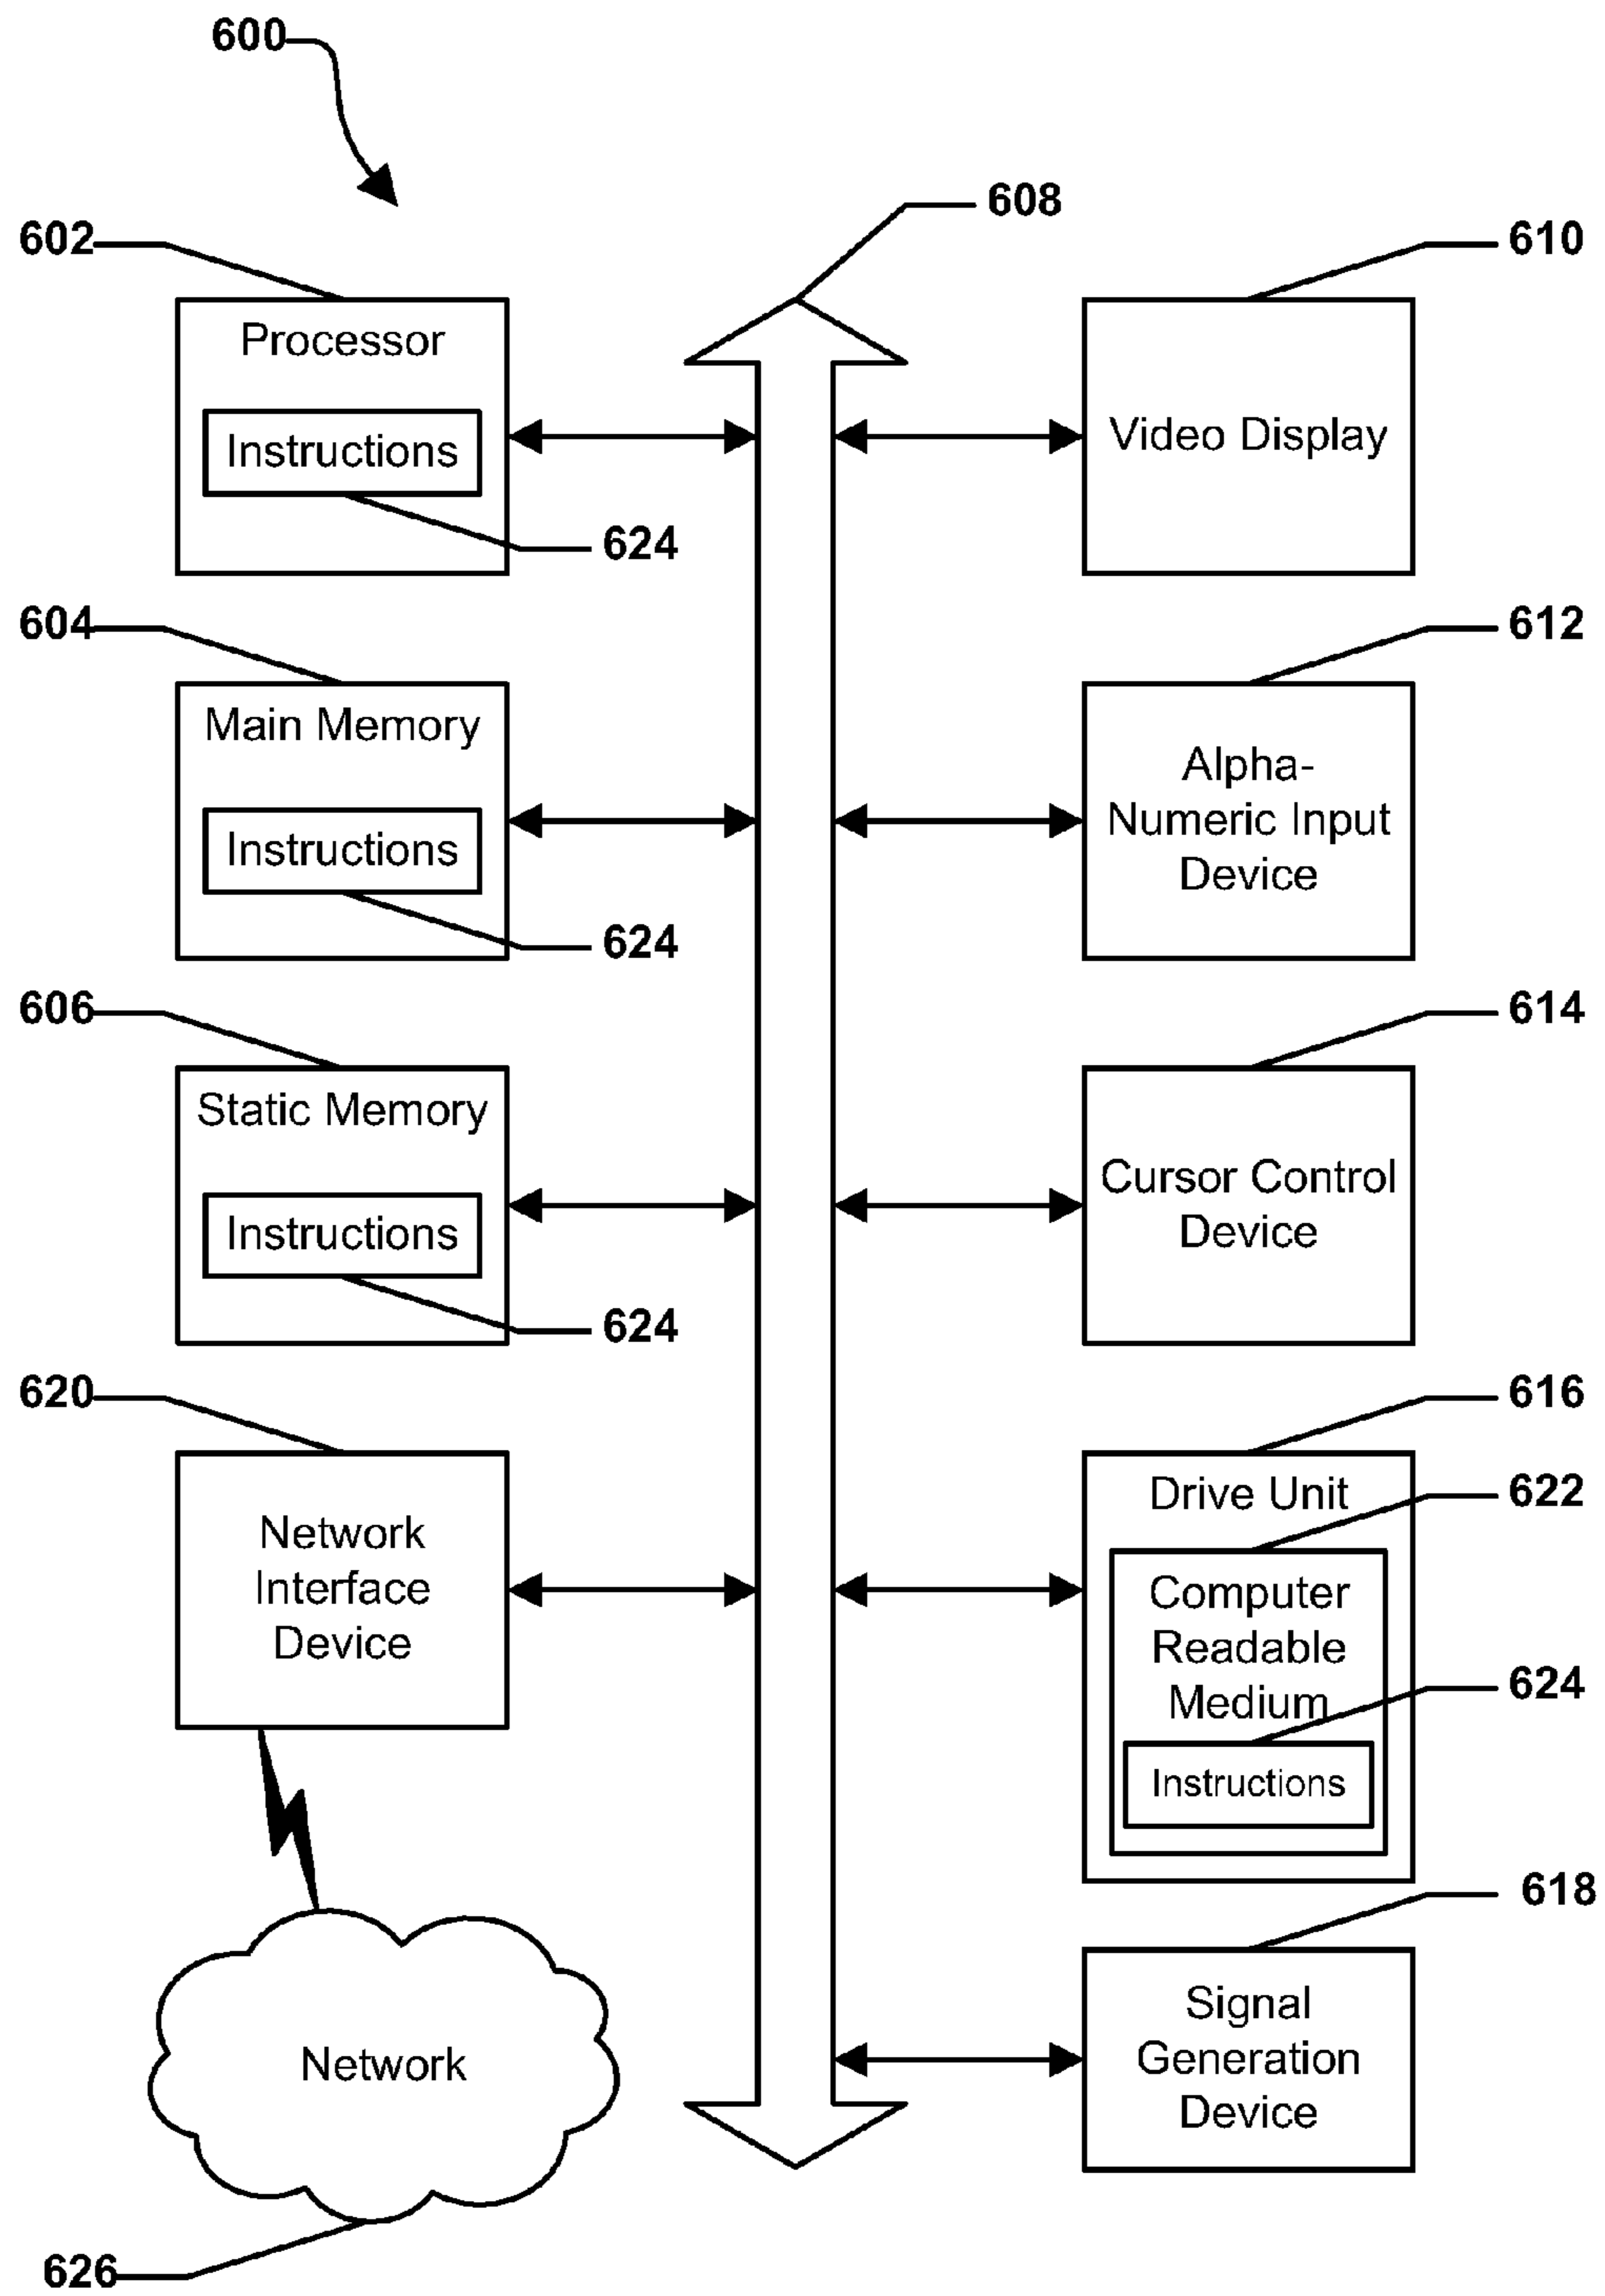 600
608
602
610
Processor
Instructions
Video Display
624
604
612
Main Memory
Instructions
Alpha-
Numeric Input
Device
624
606
614
Static Memory
Instructions
Cursor Control
Device
624
620
616
Network
Interface
Device
Drive Unit
622
Computer
Readable
Medium
624
Instructions
618
Signal
Generation
Device
Network
626